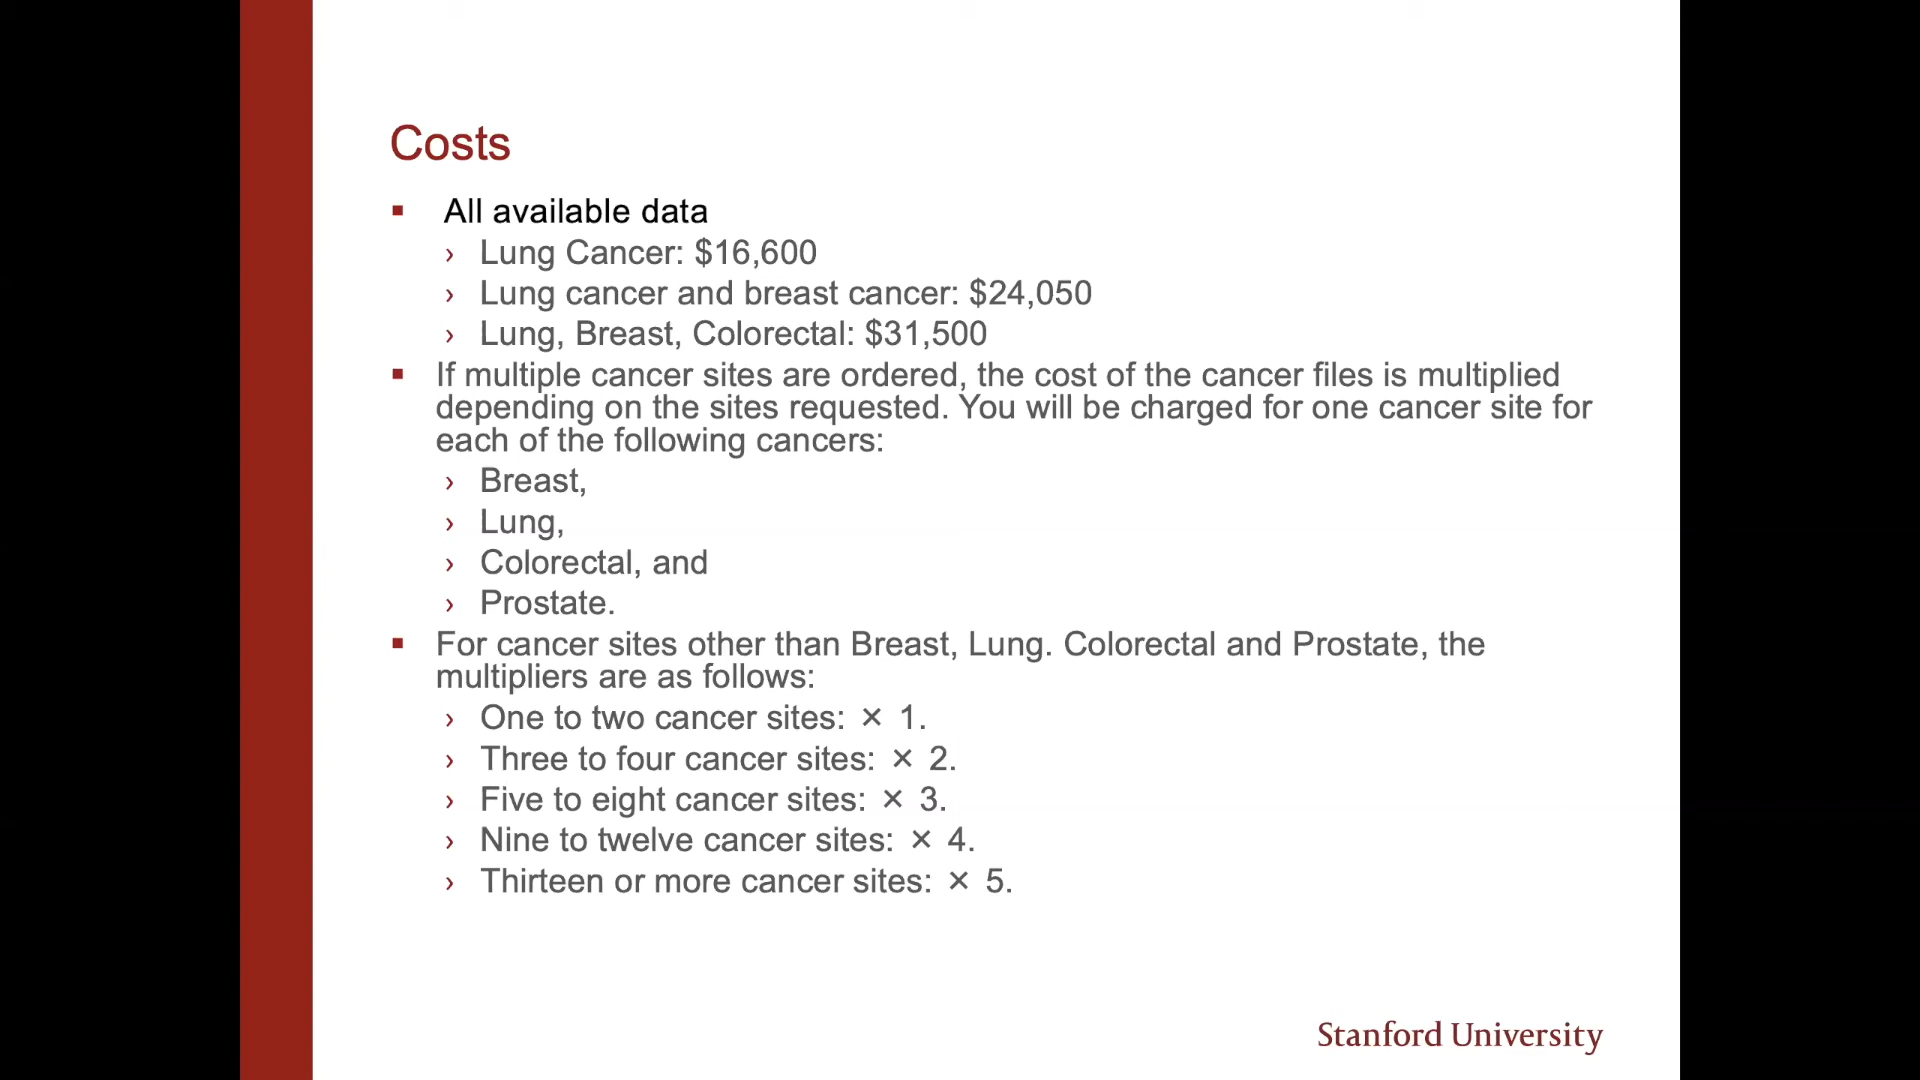 Costs
▪ All available data
› Lung Cancer: $16,600
› Lung cancer and breast cancer: $24,050
› Lung, Breast, Colorectal: $31,500
▪ If multiple cancer sites are ordered, the cost of the cancer files is multiplied
depending on the sites requested. You will be charged for one cancer site for
each of the following cancers:
› Breast,
› Lung,
› Colorectal, and
› Prostate.
▪ For cancer sites other than Breast, Lung. Colorectal and Prostate, the
multipliers are as follows:
› One to two cancer sites: × 1.
› Three to four cancer sites: × 2.
› Five to eight cancer sites: × 3.
› Nine to twelve cancer sites: × 4.
› Thirteen or more cancer sites: × 5.
Stanford University